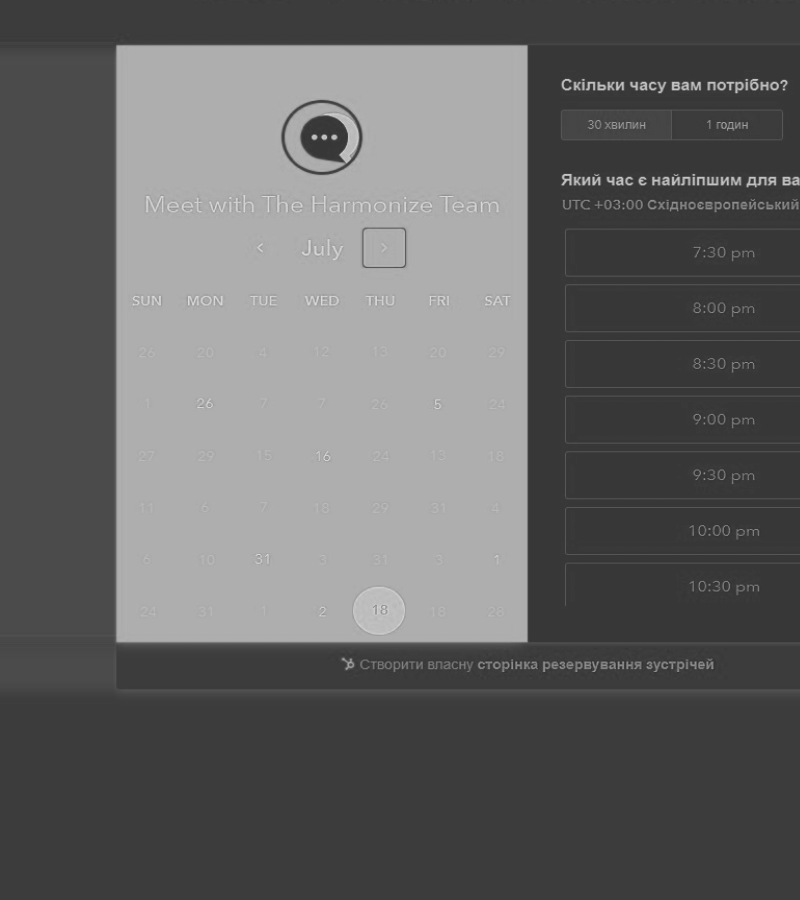 Meet with The Harmonize Team
July
SUN MON TUE WED THU FRI SAT
26 20 4 12 13 20 29
1 26 7 7 26 5 24
27 29 15 16 24 13 18
11 6 7 18 29 31 4
6 10 31 3 31 3 1
24 31 1 2 18 18 28
Скільки часу вам потрібно?
30 хвилин 1 годин
Який час є найліпшим для ва
UTC +03:00 Східноєвропейський
7:30 pm
8:00 pm
8:30 pm
9:00 pm
9:30 pm
10:00 pm
10:30 pm
Створити власну сторінка резервування зустрічей